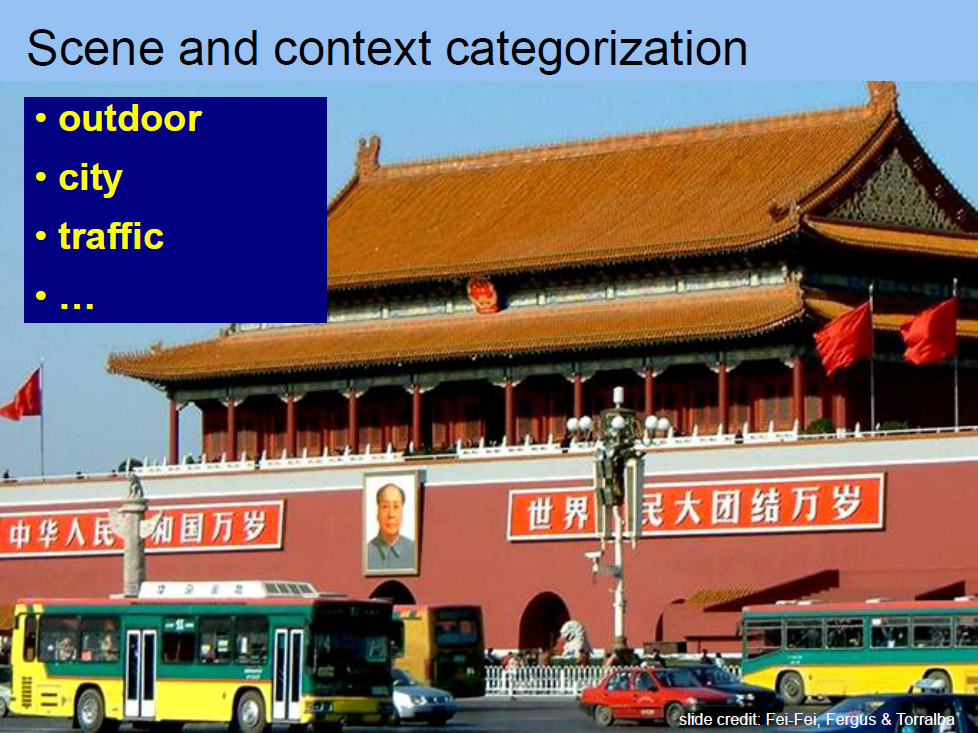 Scene and context categorization
• outdoor
• city
• traffic
• …
中华人民
和国万岁
世界
民大团结万岁
slide credit: Fei-Fei, Fergus & Torralba